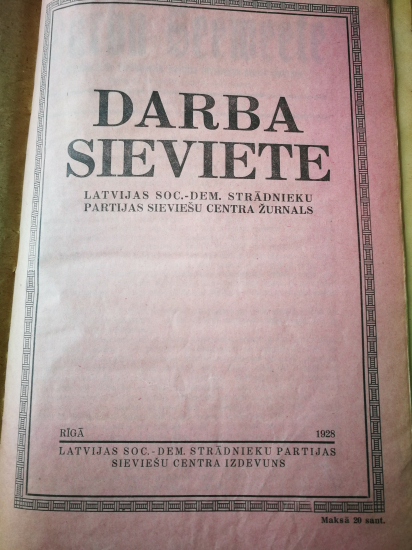 DARBA
SIEVIETE
LATVIJAS SOC.-DEM. STRĀDNIEKU
PARTIJAS SIEVIEŠU CENTRA ŽURNALS
RĪGĀ 1928
LATVIJAS SOC.-DEM. STRĀDNIEKU PARTIJAS
SIEVIEŠU CENTRA IZDEVUNS
Maksā 20 sant.